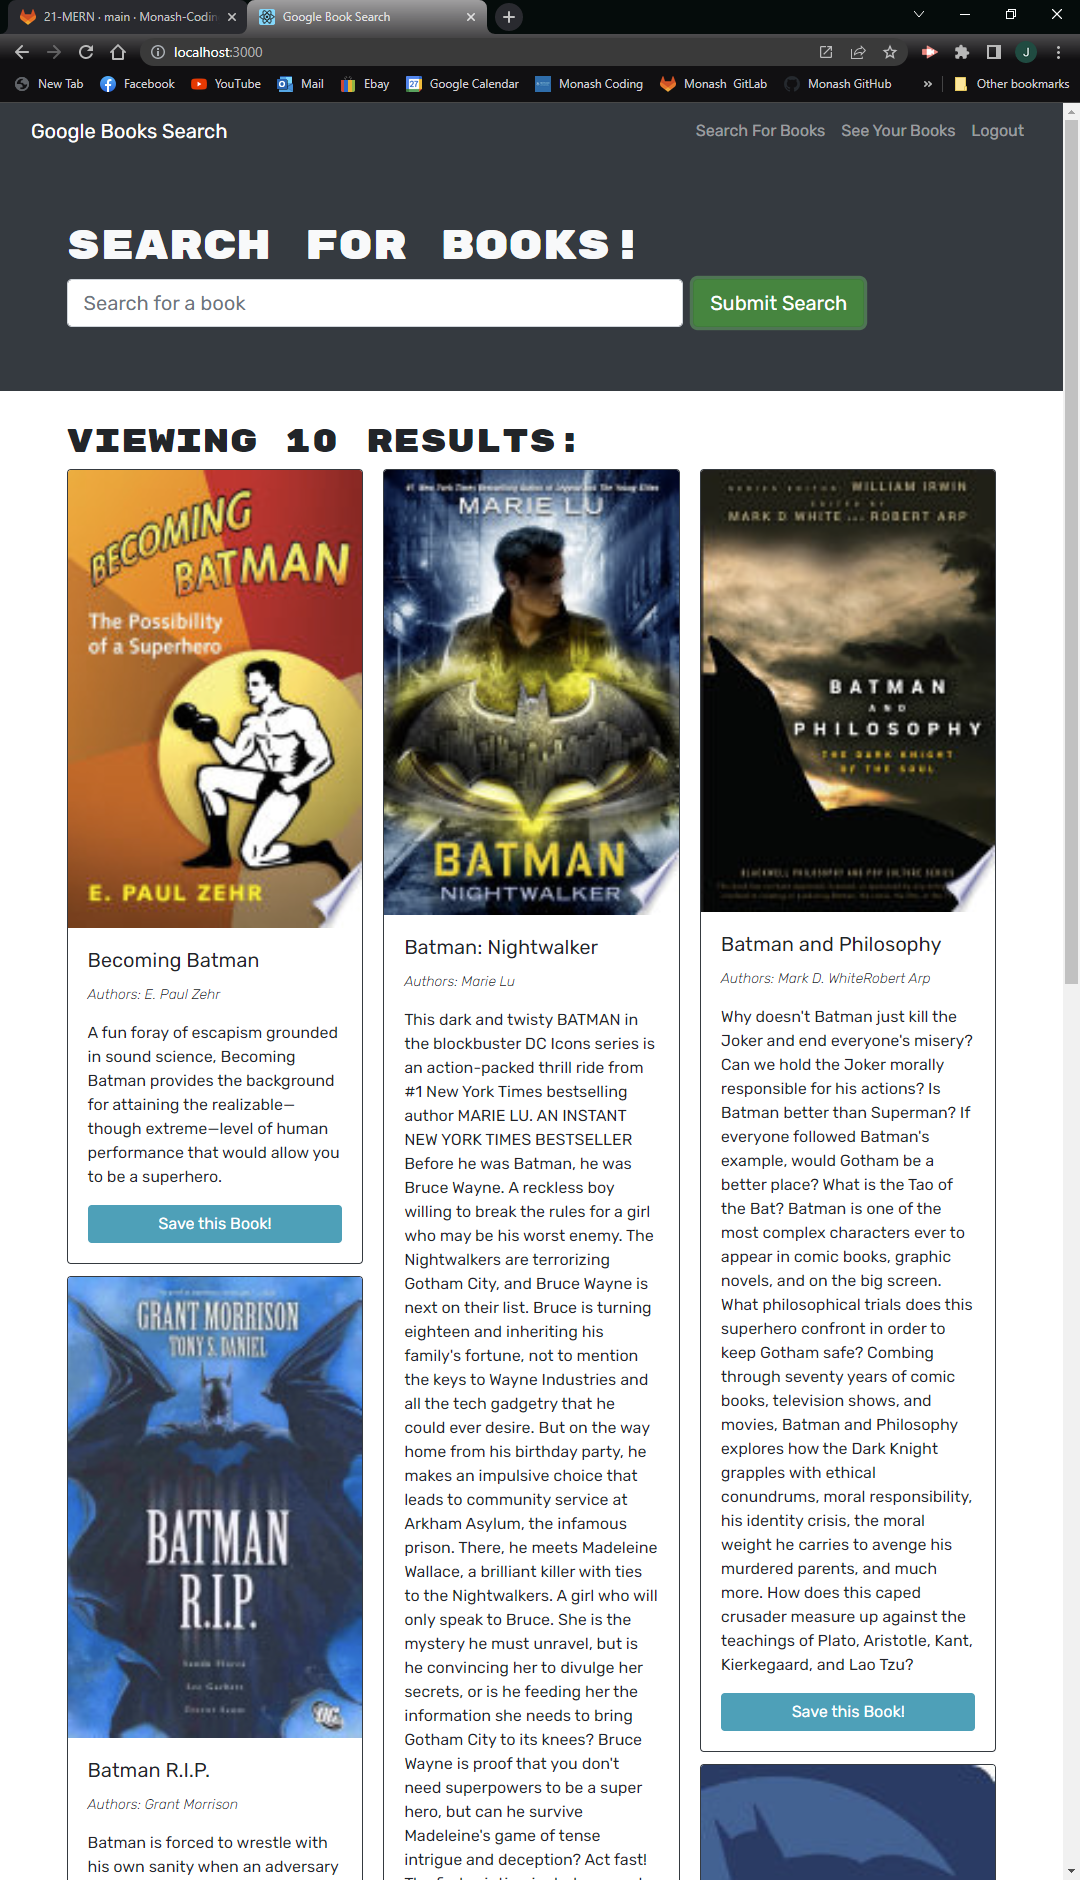 21-MERN · main · Monash-Codin
Google Book Search
localhost:3000
New Tab
Facebook
YouTube
Mail
Ebay
Google Calendar
Monash Coding
Monash GitLab
Monash GitHub
»
Other bookmarks
J
27
Google Books Search
Search For Books
See Your Books
Logout
SEARCH FOR BOOKS!
Search for a book
Submit Search
VIEWING 10 RESULTS:
BECOMING
BATMAN
The Possibility
of a Superhero
E. PAUL ZEHR
Becoming Batman
Authors: E. Paul Zehr
A fun foray of escapism grounded
in sound science, Becoming
Batman provides the background
for attaining the realizable—
though extreme—level of human
performance that would allow you
to be a superhero.
Save this Book!
GRANT MORRISON
TONY S. DANIEL
BATMAN
R.I.P.
DC
Batman R.I.P.
Authors: Grant Morrison
Batman is forced to wrestle with
his own sanity when an adversary
#1 New York Times Bestselling Author of Legend and The Young Elites
MARIE LU
BATMAN
NIGHTWALKER
Batman: Nightwalker
Authors: Marie Lu
This dark and twisty BATMAN in
the blockbuster DC Icons series is
an action-packed thrill ride from
#1 New York Times bestselling
author MARIE LU. AN INSTANT
NEW YORK TIMES BESTSELLER
Before he was Batman, he was
Bruce Wayne. A reckless boy
willing to break the rules for a girl
who may be his worst enemy. The
Nightwalkers are terrorizing
Gotham City, and Bruce Wayne is
next on their list. Bruce is turning
eighteen and inheriting his
family's fortune, not to mention
the keys to Wayne Industries and
all the tech gadgetry that he
could ever desire. But on the way
home from his birthday party, he
makes an impulsive choice that
leads to community service at
Arkham Asylum, the infamous
prison. There, he meets Madeleine
Wallace, a brilliant killer with ties
to the Nightwalkers. A girl who will
only speak to Bruce. She is the
mystery he must unravel, but is
he convincing her to divulge her
secrets, or is he feeding her the
information she needs to bring
Gotham City to its knees? Bruce
Wayne is proof that you don't
need superpowers to be a super
hero, but can he survive
Madeleine's game of tense
intrigue and deception? Act fast!
SERIES EDITOR WILLIAM IRWIN
EDITED BY
MARK D WHITE ... ROBERT ARP
BATMAN
AND
PHILOSOPHY
THE DARK KNIGHT
OF THE SOUL
BLACKWELL PHILOSOPHY AND POP CULTURE SERIES
Batman and Philosophy
Authors: Mark D. WhiteRobert Arp
Why doesn't Batman just kill the
Joker and end everyone's misery?
Can we hold the Joker morally
responsible for his actions? Is
Batman better than Superman? If
everyone followed Batman's
example, would Gotham be a
better place? What is the Tao of
the Bat? Batman is one of the
most complex characters ever to
appear in comic books, graphic
novels, and on the big screen.
What philosophical trials does this
superhero confront in order to
keep Gotham safe? Combing
through seventy years of comic
books, television shows, and
movies, Batman and Philosophy
explores how the Dark Knight
grapples with ethical
conundrums, moral responsibility,
his identity crisis, the moral
weight he carries to avenge his
murdered parents, and much
more. How does this caped
crusader measure up against the
teachings of Plato, Aristotle, Kant,
Kierkegaard, and Lao Tzu?
Save this Book!